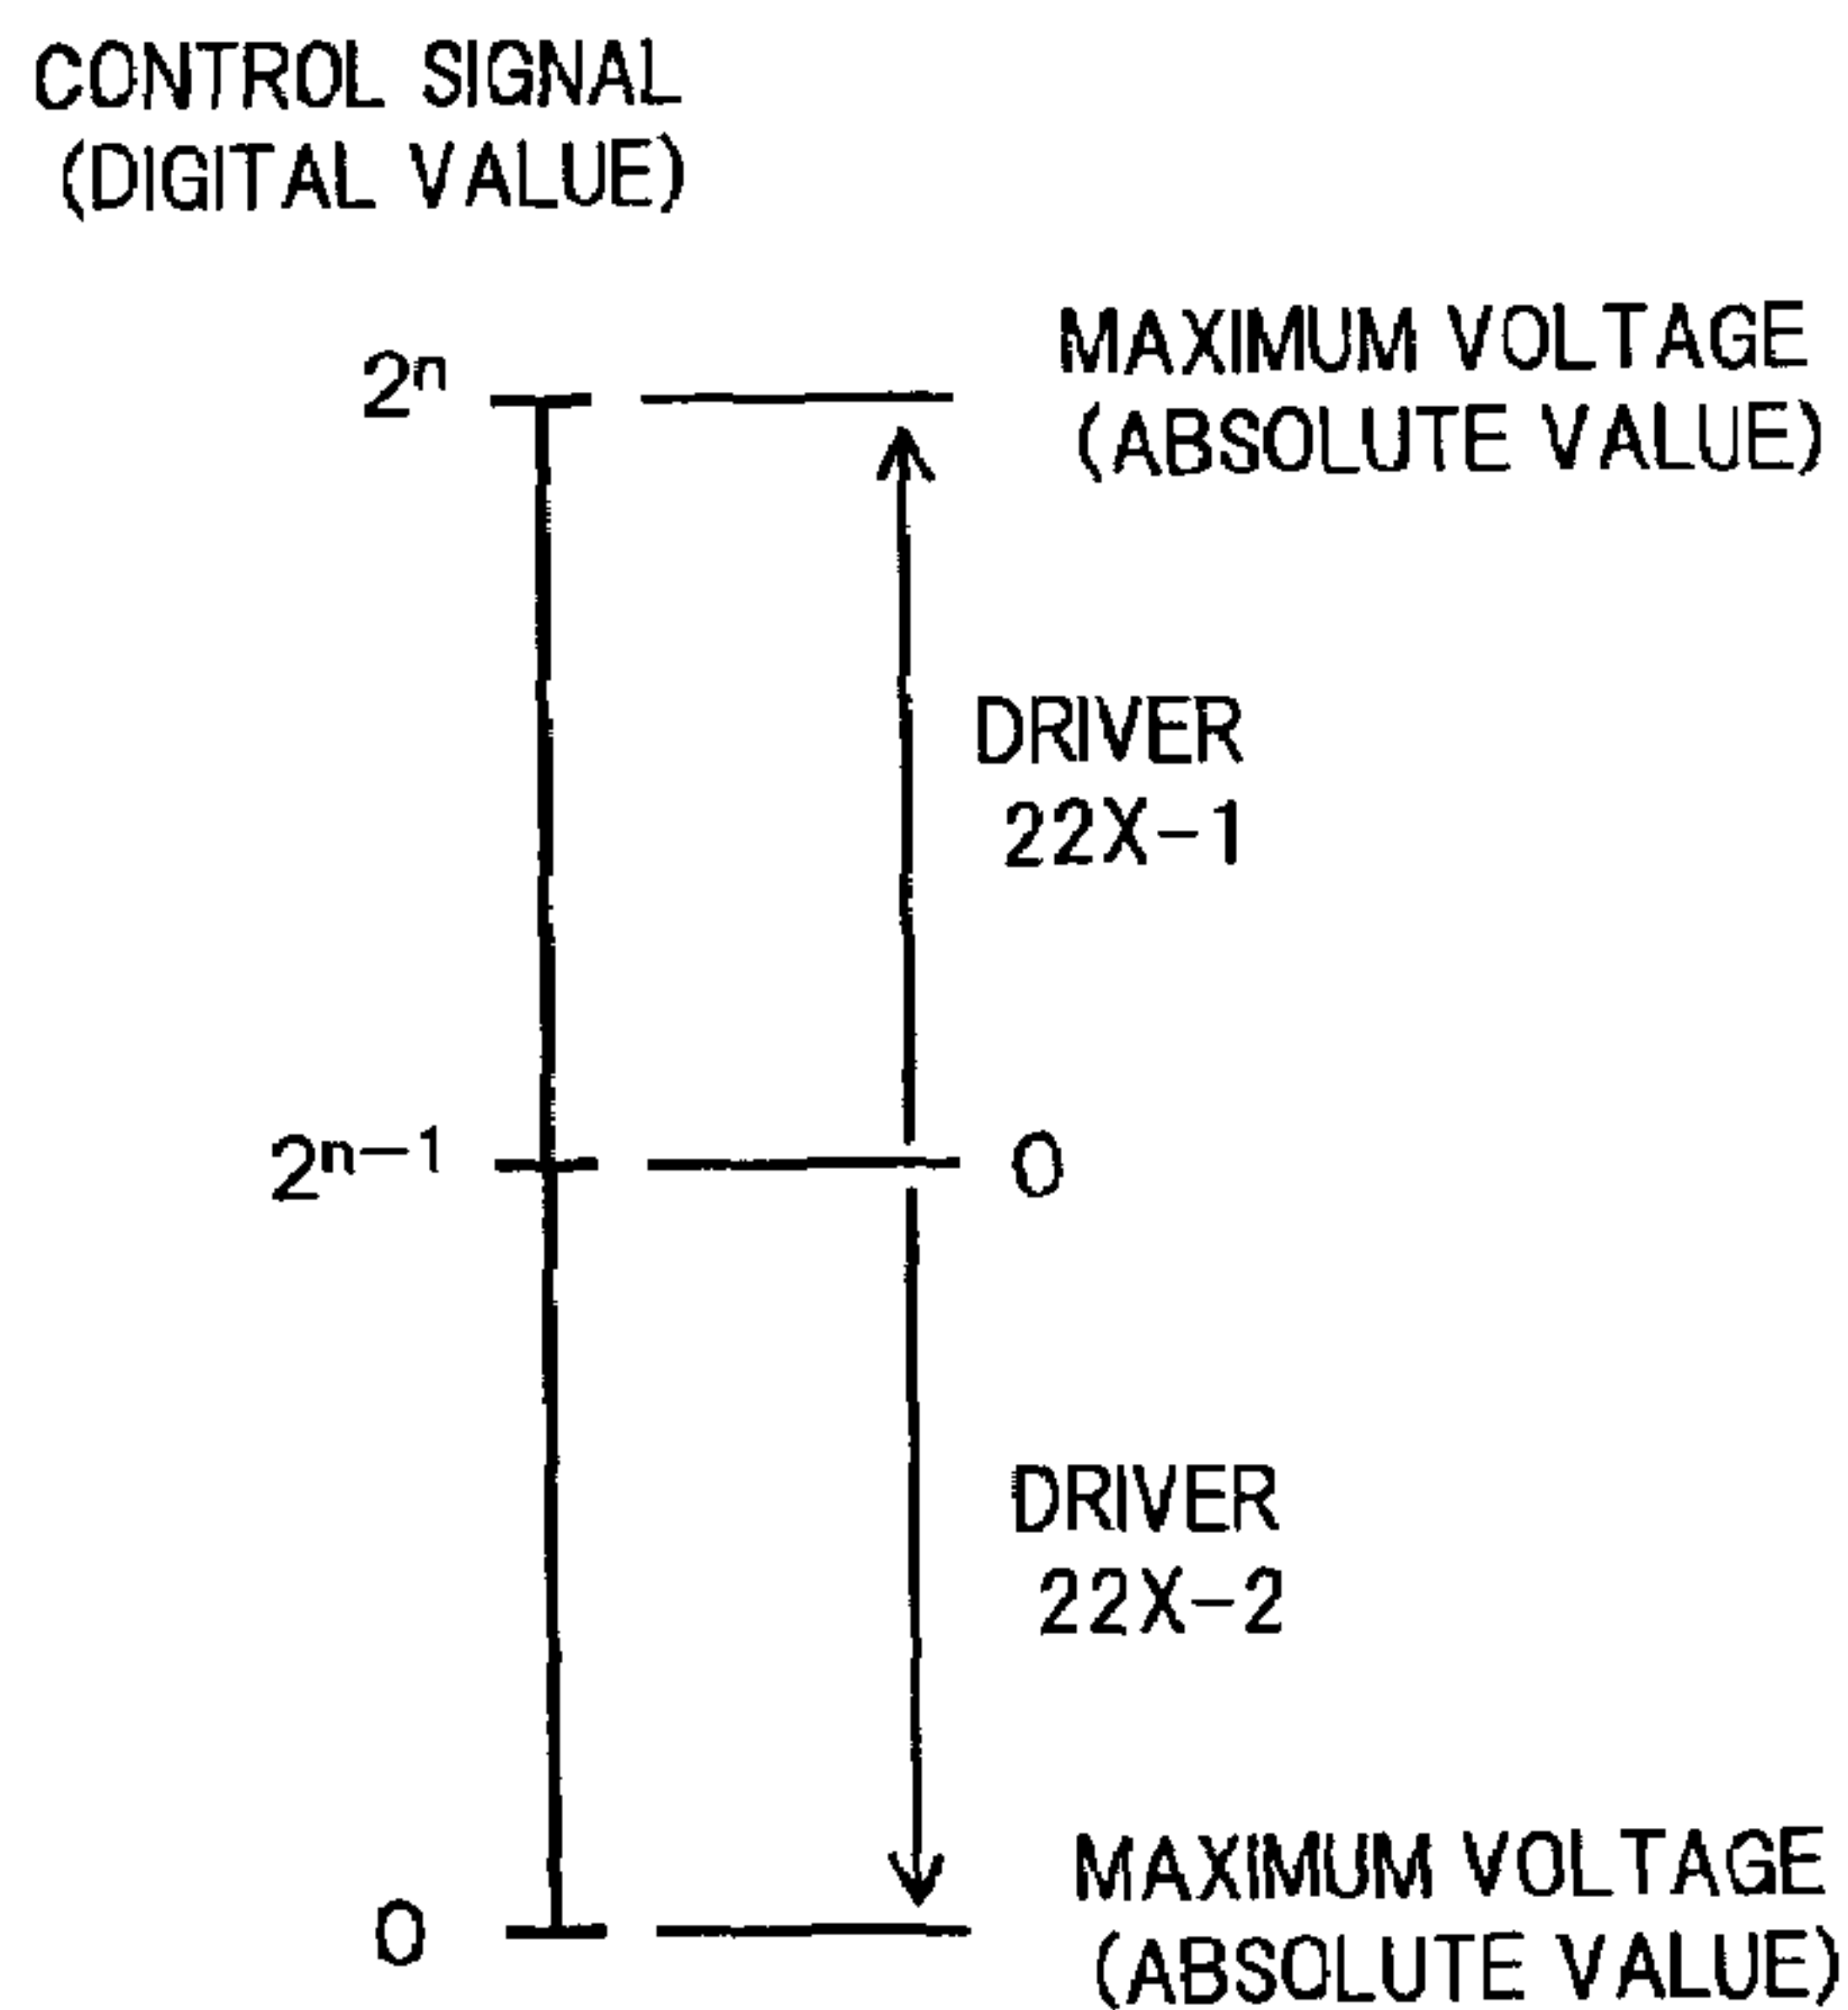 CONTROL SIGNAL
(DIGITAL VALUE)
MAXIMUM VOLTAGE
(ABSOLUTE VALUE)
2ⁿ
DRIVER
22X-1
2ⁿ⁻¹
0
DRIVER
22X-2
MAXIMUM VOLTAGE
(ABSOLUTE VALUE)
0